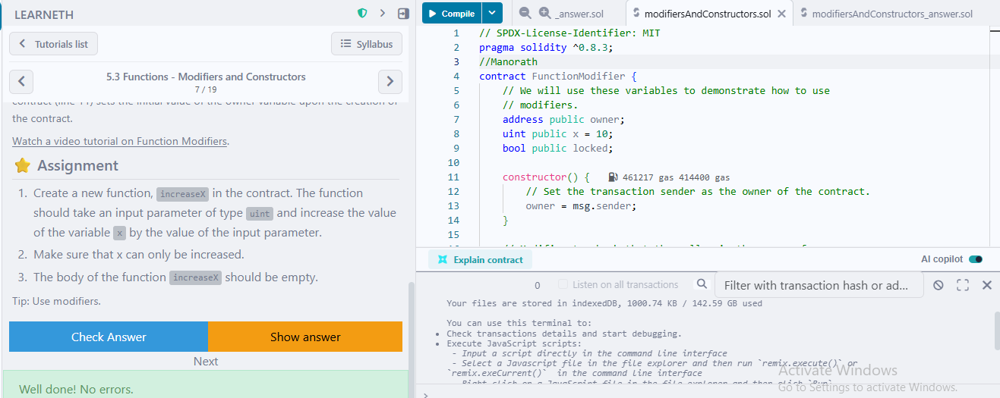 LEARNETH
Tutorials list
Syllabus
5.3 Functions - Modifiers and Constructors
7 / 19
contract (line 11) sets the initial value of the owner variable upon the creation of
the contract.
Watch a video tutorial on Function Modifiers.
Assignment
1. Create a new function, increaseX in the contract. The function
should take an input parameter of type uint and increase the value
of the variable x by the value of the input parameter.
2. Make sure that x can only be increased.
3. The body of the function increaseX should be empty.
Tip: Use modifiers.
Check Answer
Show answer
Next
Well done! No errors.
Compile
_answer.sol
modifiersAndConstructors.sol
modifiersAndConstructors_answer.sol
1 // SPDX-License-Identifier: MIT
2 pragma solidity ^0.8.3;
3 //Manorath
4 contract FunctionModifier {
5 // We will use these variables to demonstrate how to use
6 // modifiers.
7 address public owner;
8 uint public x = 10;
9 bool public locked;
10
11 constructor() { 461217 gas 414400 gas
12 // Set the transaction sender as the owner of the contract.
13 owner = msg.sender;
14 }
15
Explain contract
AI copilot
0
Listen on all transactions
Filter with transaction hash or ad...
Your files are stored in indexedDB, 1000.74 KB / 142.59 GB used
You can use this terminal to:
• Check transactions details and start debugging.
• Execute JavaScript scripts:
- Input a script directly in the command line interface
- Select a Javascript file in the file explorer and then run `remix.execute()` or
`remix.exeCurrent()` in the command line interface
- Right click on a JavaScript file in the file explorer and then click `Run`
>
Activate Windows
Go to Settings to activate Windows.